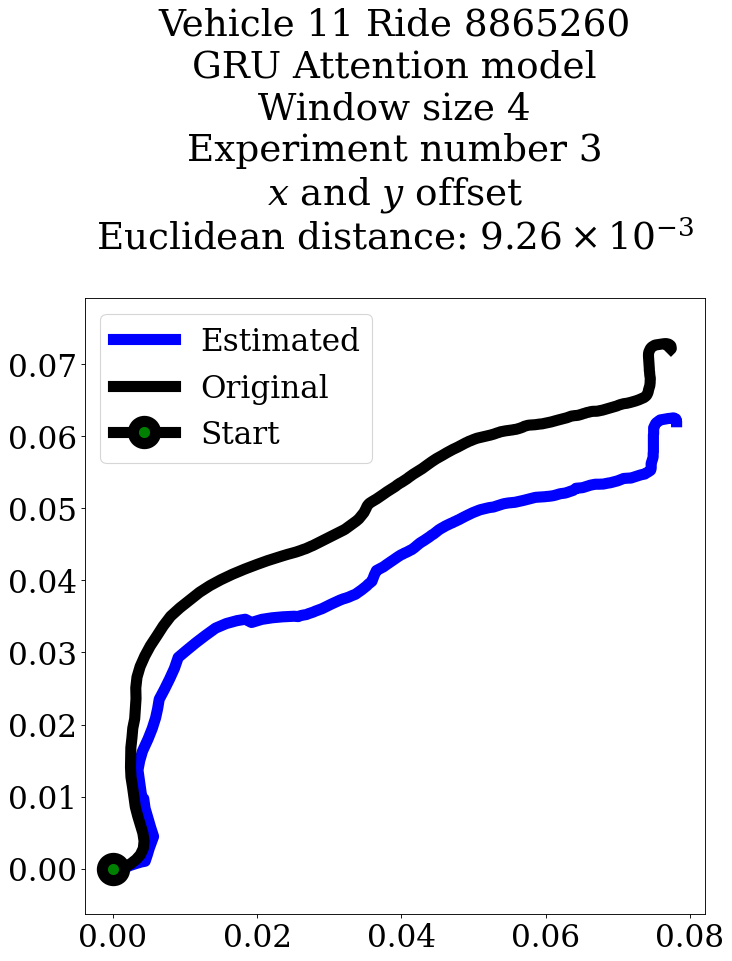 Vehicle 11 Ride 8865260
GRU Attention model
Window size 4
Experiment number 3
x and y offset
Euclidean distance: 9.26 × 10⁻³
Estimated
Original
Start
0.07
0.06
0.05
0.04
0.03
0.02
0.01
0.00
0.00 0.02 0.04 0.06 0.08